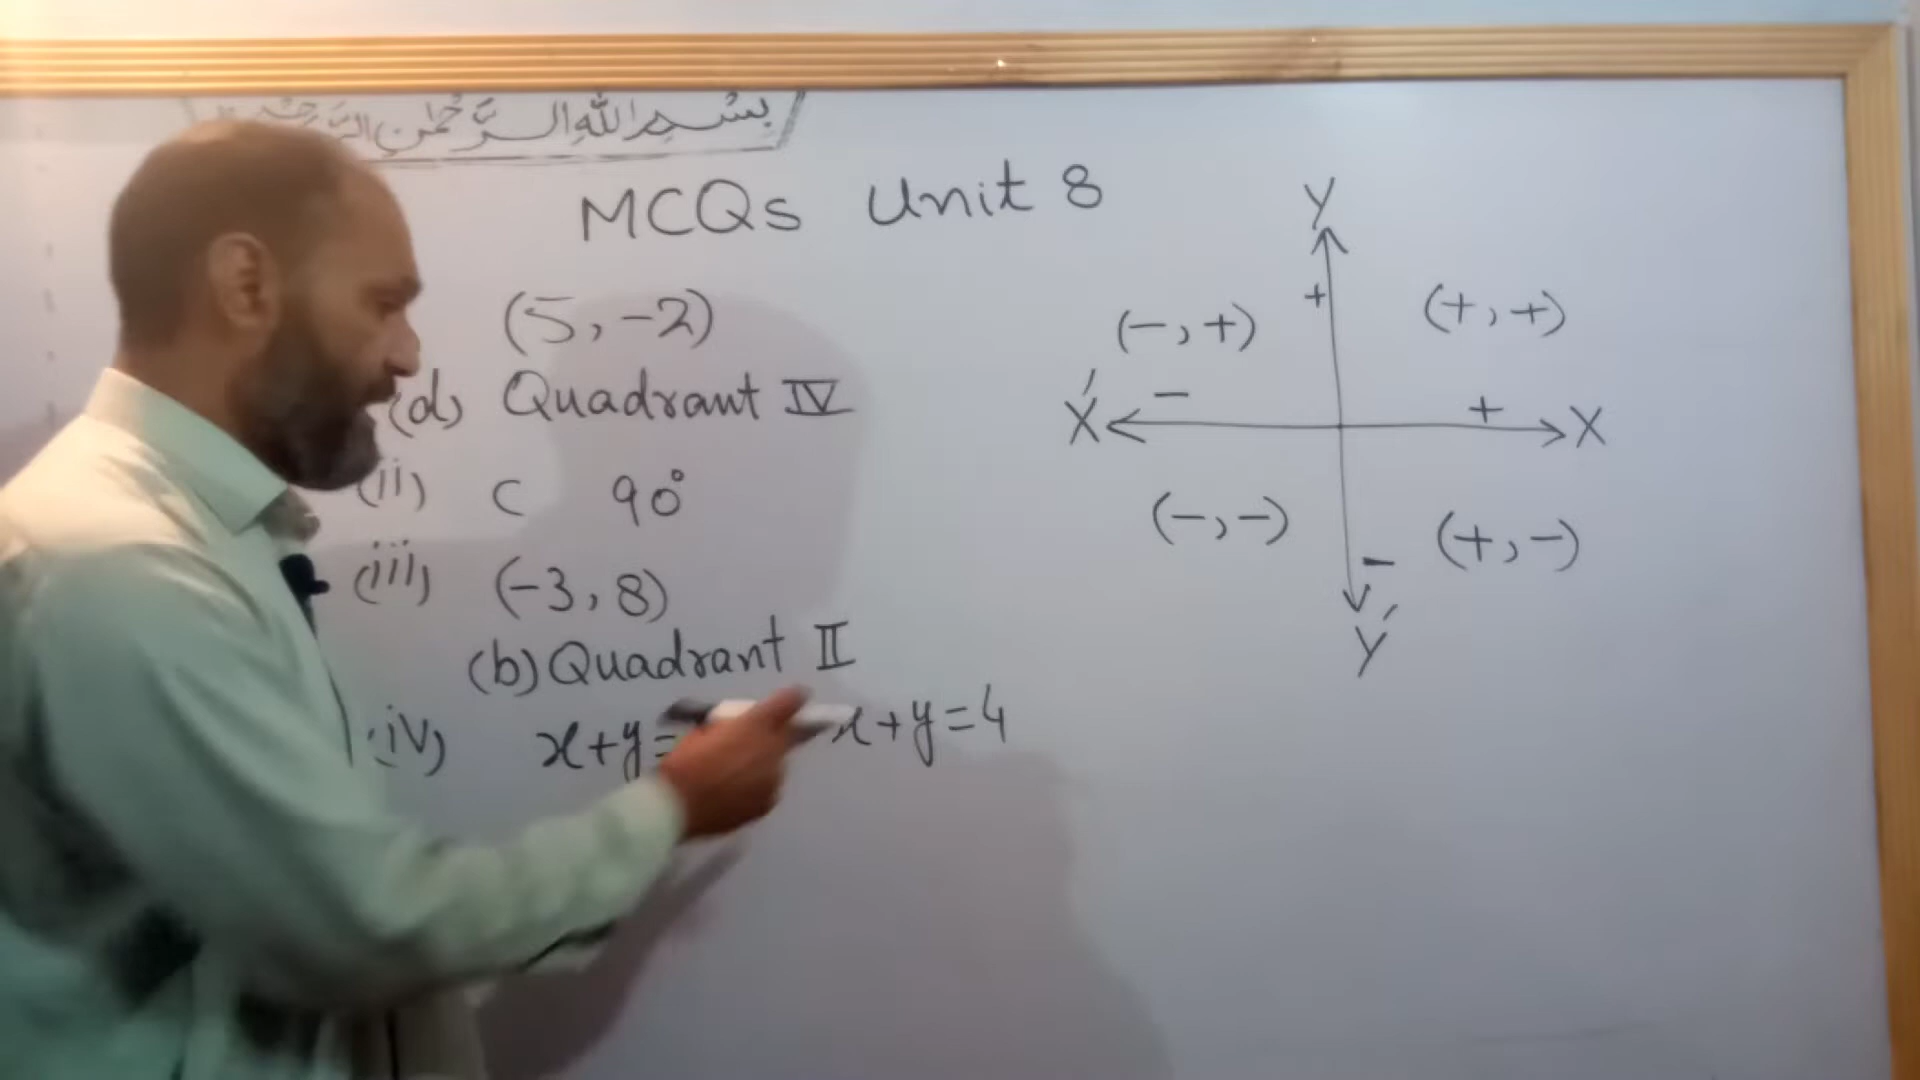 بسم الله الرحمن
MCQs Unit 8
(5, -2)
(d) Quadrant IV
(ii) c 90°
(iii) (-3, 8)
(b) Quadrant II
(iv) x+y= x+y=4
Y
+
(-, +) (+, +)
X' - + X
(-, -) (+, -)
-
Y'